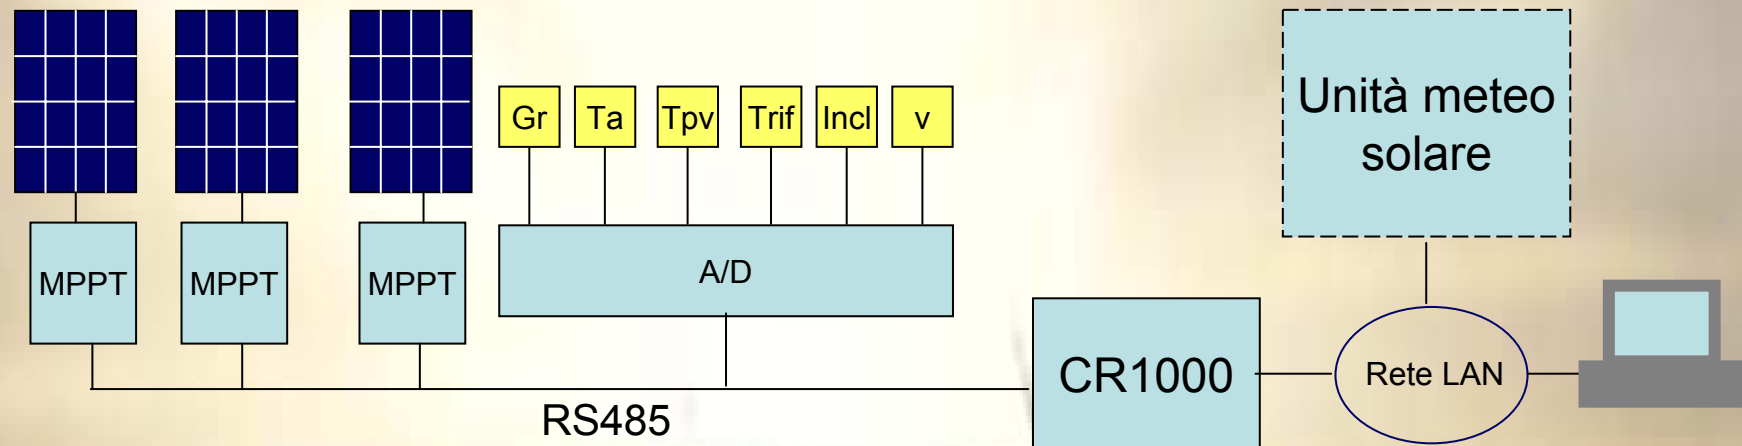 Gr
Ta
Tpv
Trif
Incl
v
Unità meteo
solare
MPPT
MPPT
MPPT
A/D
CR1000
Rete LAN
RS485